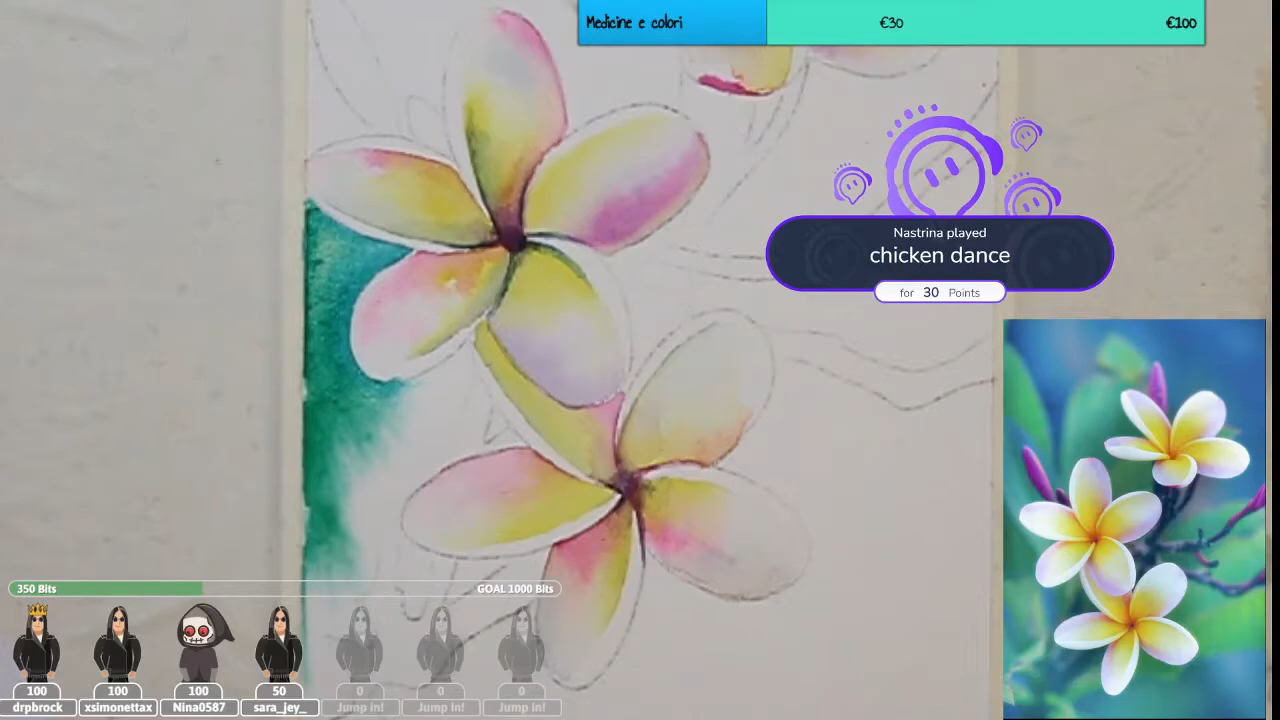 Medicine e colori €30 €100
Nastrina played
chicken dance
for 30 Points
350 Bits GOAL 1000 Bits
100 100 100 50 0 0 0
drpbrock xsimonettax Nina0587 sara_jey_ Jump in! Jump in! Jump in!